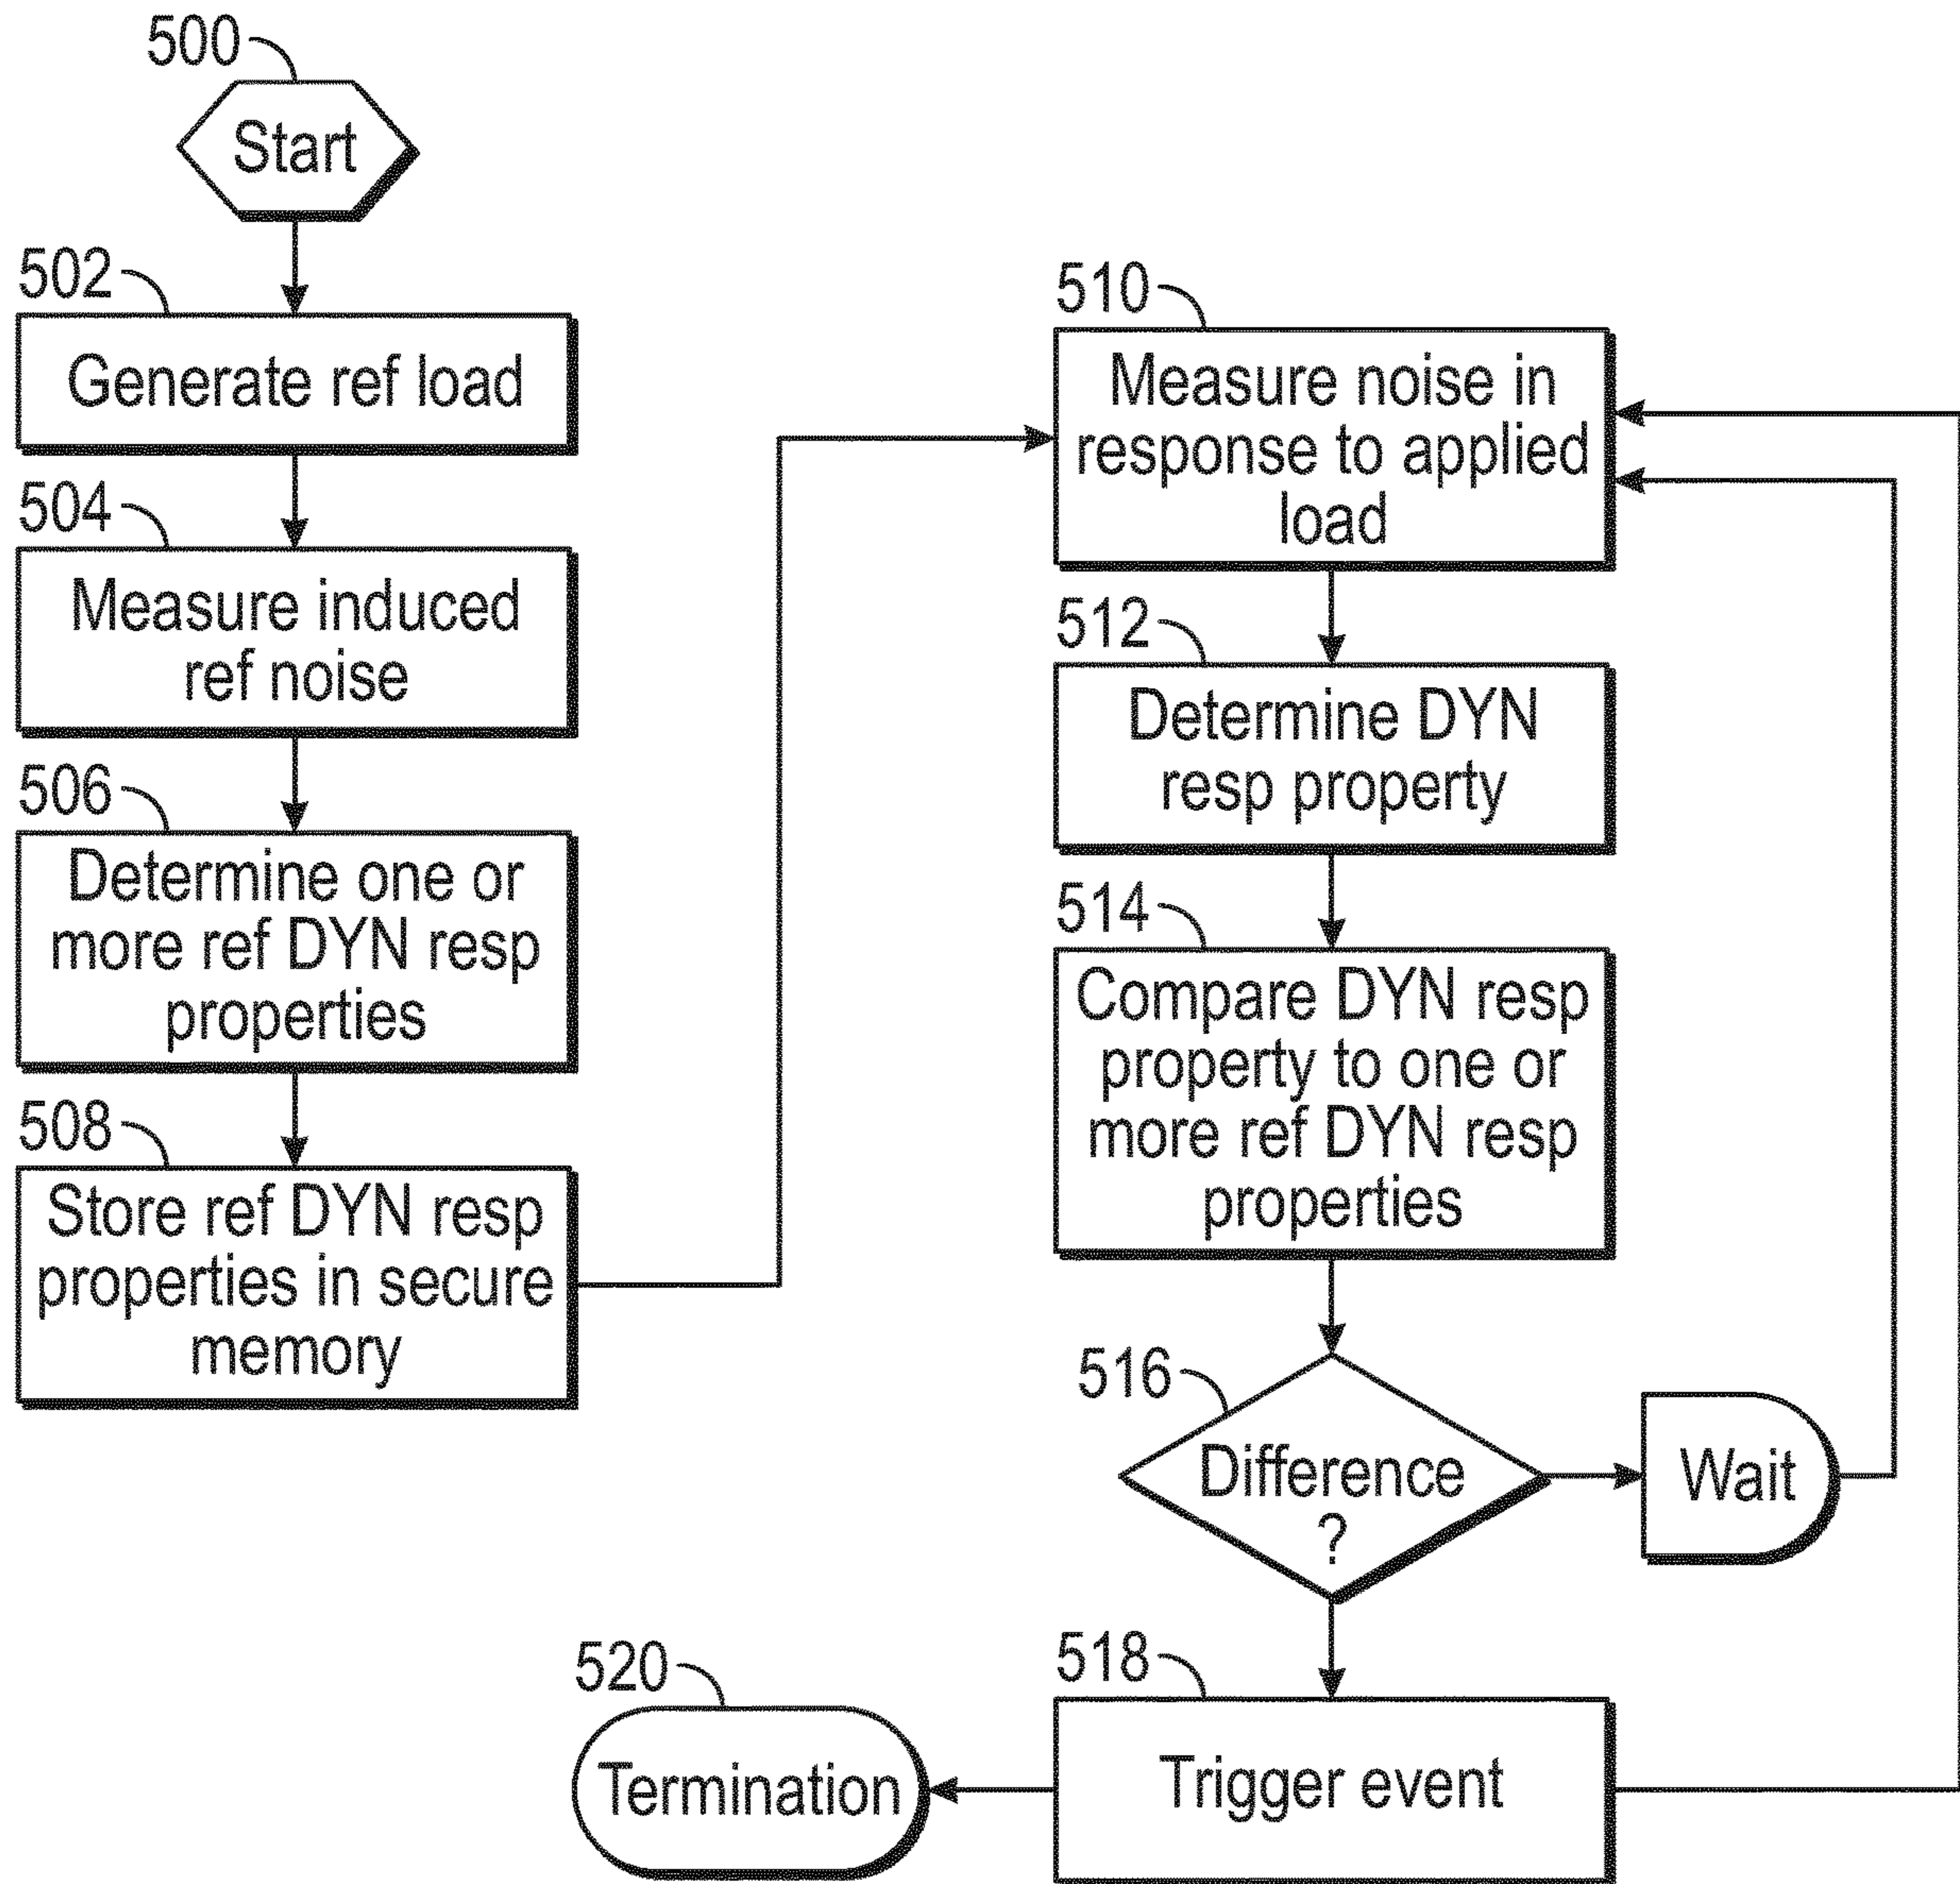 500
Start
502
Generate ref load
504
Measure induced
ref noise
506
Determine one or
more ref DYN resp
properties
508
Store ref DYN resp
properties in secure
memory
510
Measure noise in
response to applied
load
512
Determine DYN
resp property
514
Compare DYN resp
property to one or
more ref DYN resp
properties
516
Difference
?
Wait
518
Trigger event
520
Termination